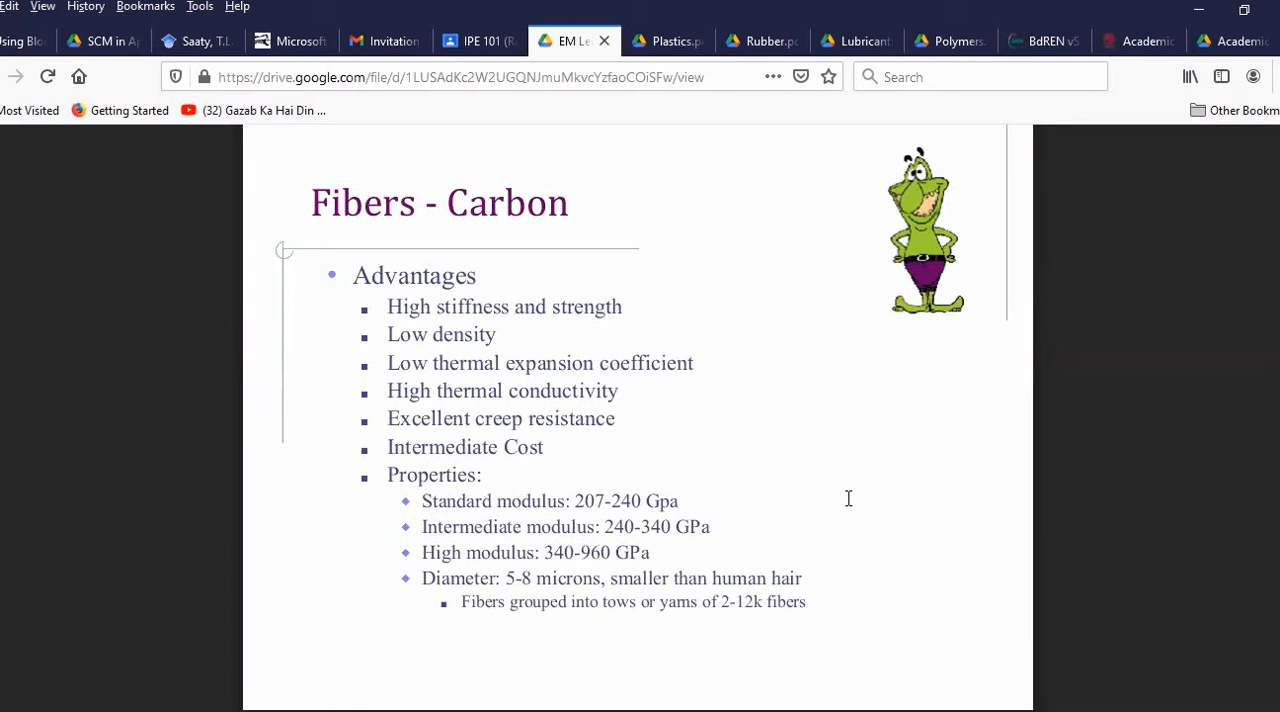 Edit View History Bookmarks Tools Help
SCM in Ap Saaty, T.L. Microsoft Invitation IPE 101 (R EM Le Plastics.p Rubber.pc Lubricant Polymers. BdREN vS Academic Academic
https://drive.google.com/file/d/1LUSAdKc2W2UGQNJmuMkvcYzfaoCOiSFw/view Search
Most Visited Getting Started (32) Gazab Ka Hai Din ... Other Bookm
Fibers - Carbon
• Advantages
▪ High stiffness and strength
▪ Low density
▪ Low thermal expansion coefficient
▪ High thermal conductivity
▪ Excellent creep resistance
▪ Intermediate Cost
▪ Properties:
◆ Standard modulus: 207-240 Gpa
◆ Intermediate modulus: 240-340 GPa
◆ High modulus: 340-960 GPa
◆ Diameter: 5-8 microns, smaller than human hair
▪ Fibers grouped into tows or yarns of 2-12k fibers